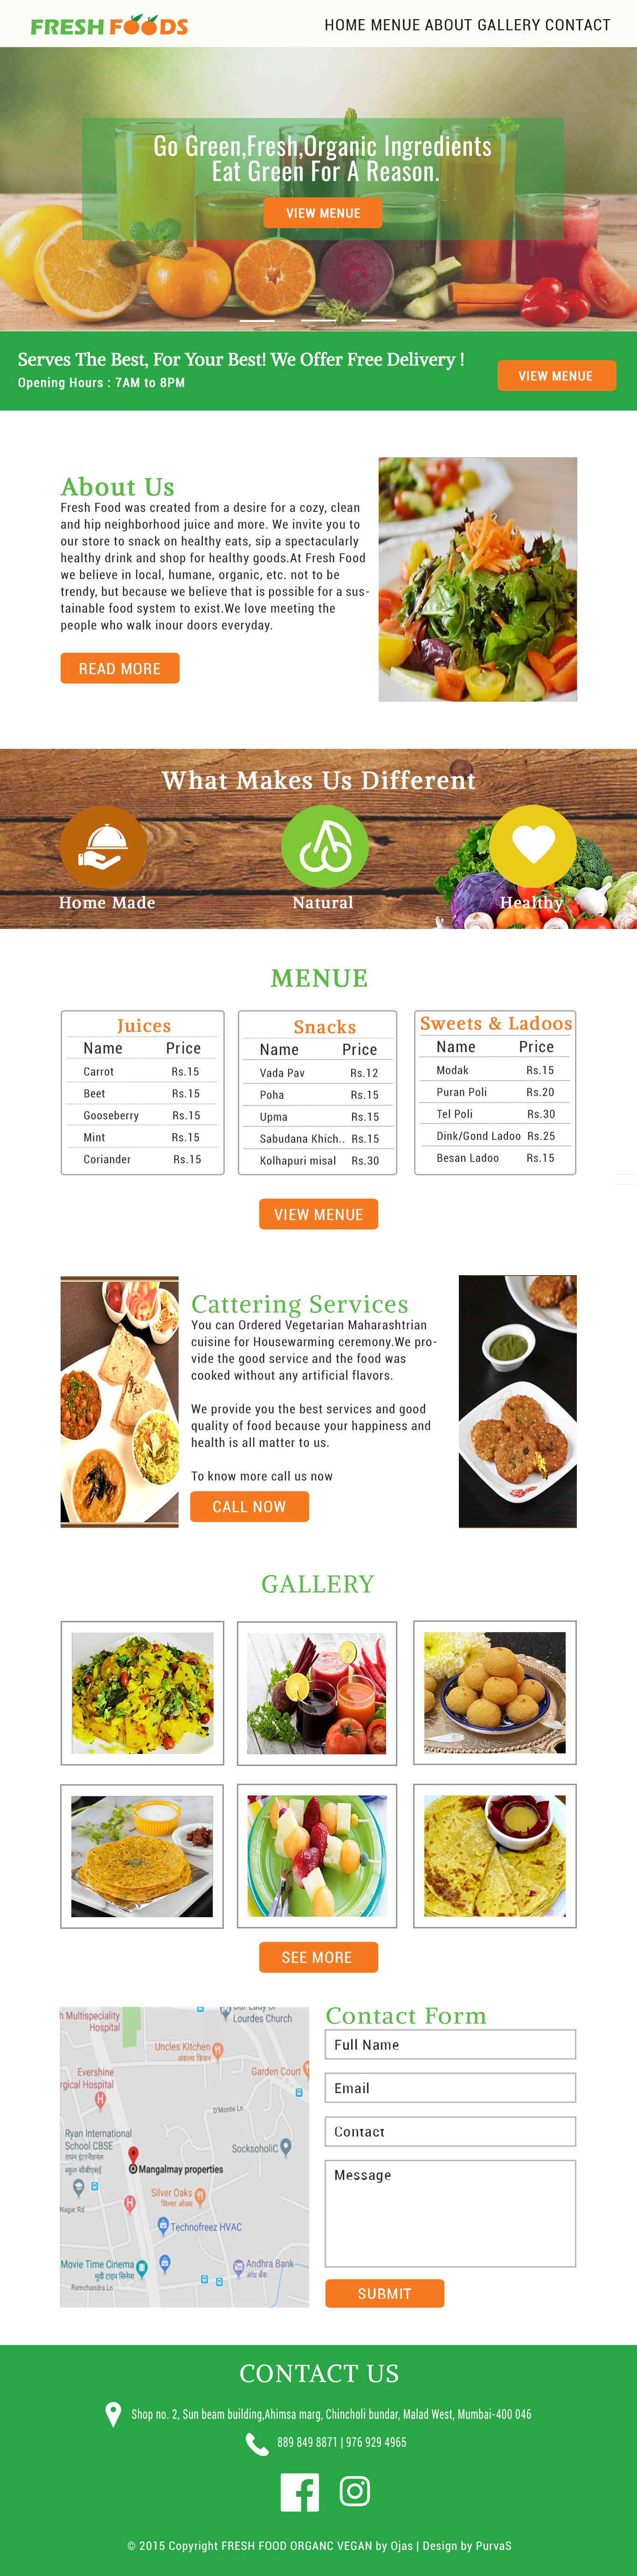 FRESH FOODS
HOME MENUE ABOUT GALLERY CONTACT
Go Green,Fresh,Organic Ingredients
Eat Green For A Reason.
VIEW MENUE
Serves The Best, For Your Best! We Offer Free Delivery !
Opening Hours : 7AM to 8PM
VIEW MENUE
About Us
Fresh Food was created from a desire for a cozy, clean
and hip neighborhood juice and more. We invite you to
our store to snack on healthy eats, sip a spectacularly
healthy drink and shop for healthy goods.At Fresh Food
we believe in local, humane, organic, etc. not to be
trendy, but because we believe that is possible for a sus-
tainable food system to exist.We love meeting the
people who walk inour doors everyday.
READ MORE
What Makes Us Different
Home Made
Natural
Healthy
MENUE
Juices
Name Price
Carrot Rs.15
Beet Rs.15
Gooseberry Rs.15
Mint Rs.15
Coriander Rs.15
Snacks
Name Price
Vada Pav Rs.12
Poha Rs.15
Upma Rs.15
Sabudana Khich.. Rs.15
Kolhapuri misal Rs.30
Sweets & Ladoos
Name Price
Modak Rs.15
Puran Poli Rs.20
Tel Poli Rs.30
Dink/Gond Ladoo Rs.25
Besan Ladoo Rs.15
VIEW MENUE
Cattering Services
You can Ordered Vegetarian Maharashtrian
cuisine for Housewarming ceremony.We pro-
vide the good service and the food was
cooked without any artificial flavors.
We provide you the best services and good
quality of food because your happiness and
health is all matter to us.
To know more call us now
CALL NOW
GALLERY
SEE MORE
h Multispeciality
Hospital
Our Lady of
Lourdes Church
Uncles Kitchen
अंकल्स किचन
Evershine
rgical Hospital
Garden Court
D'Monte Ln
Ryan International
School CBSE
रायन इंटरनॅशनल
स्कूल सीबीएसई
SocksoholiC
Mangalmay properties
Nagar Rd
Silver Oaks
सिल्वर ओक्स
Technofreez HVAC
Movie Time Cinema
मूवी टाइम सिनेमा
Andhra Bank
आंध्र बैंक
Ramchandra Ln
Contact Form
Full Name
Email
Contact
Message
SUBMIT
CONTACT US
Shop no. 2, Sun beam building,Ahimsa marg, Chincholi bundar, Malad West, Mumbai-400 046
889 849 8871 | 976 929 4965
© 2015 Copyright FRESH FOOD ORGANC VEGAN by Ojas | Design by PurvaS